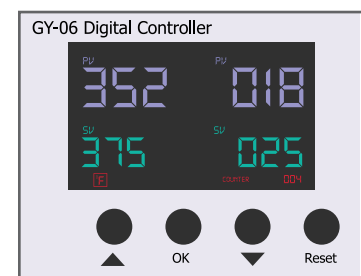 GY-06 Digital Controller
PV PV
352 018
SV SV
375 025
F COUNTER 004
OK Reset